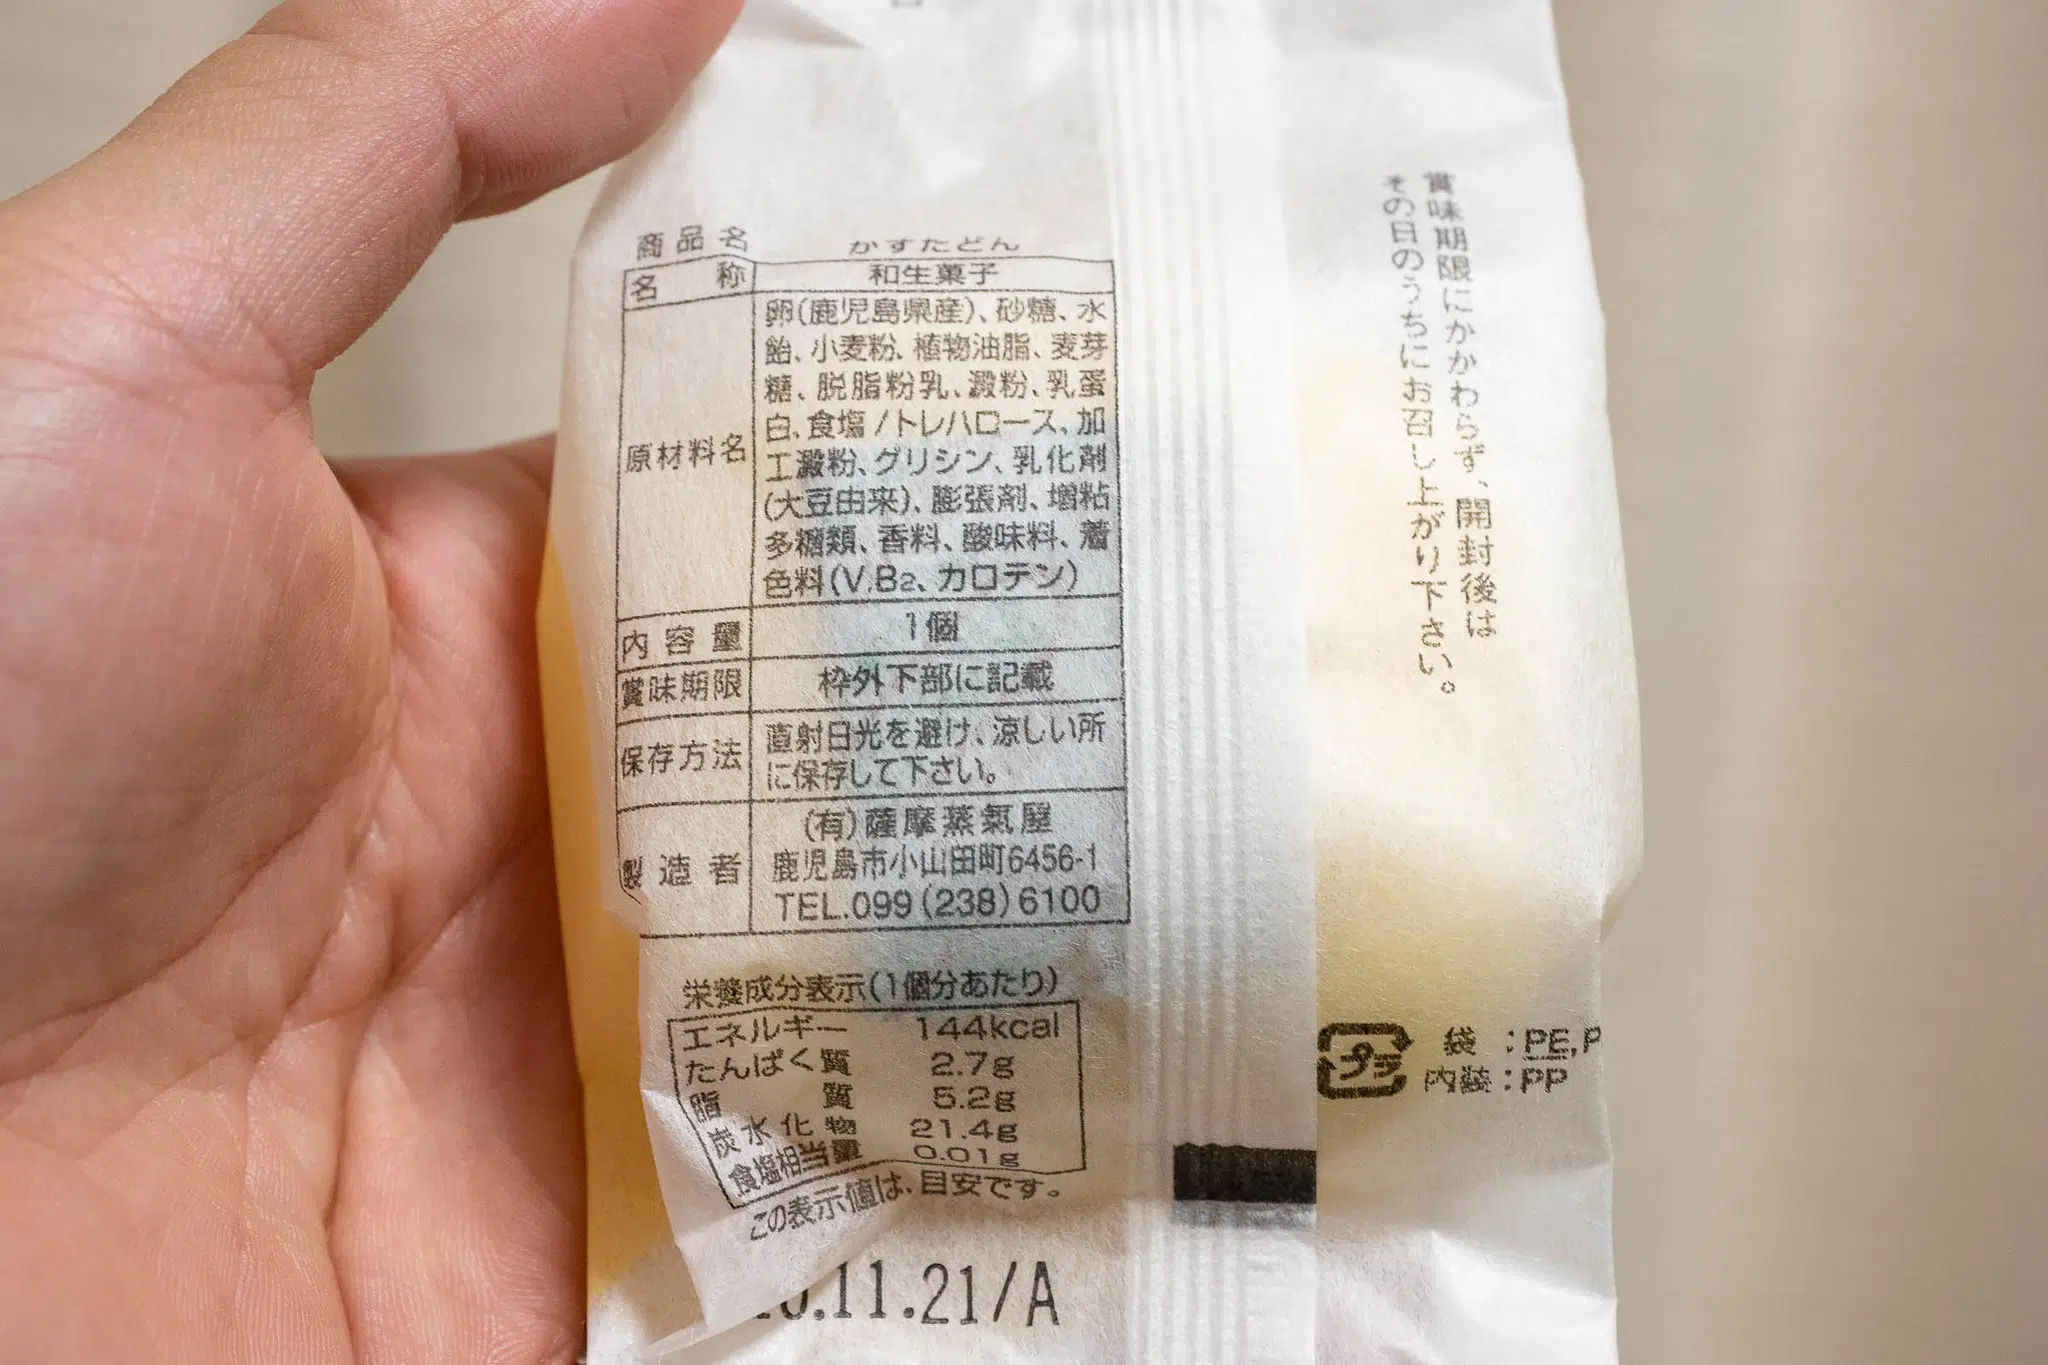 商品名 かすたどん
名称 和生菓子
原材料名 卵(鹿児島県産)、砂糖、水
飴、小麦粉、植物油脂、麦芽
糖、脱脂粉乳、澱粉、乳蛋
白、食塩/トレハロース、加
工澱粉、グリシン、乳化剤
(大豆由来)、膨張剤、増粘
多糖類、香料、酸味料、着
色料(V.B2、カロテン)
内容量 1個
賞味期限 枠外下部に記載
保存方法 直射日光を避け、涼しい所
に保存して下さい。
製造者 (有)薩摩蒸氣屋
鹿児島市小山田町6456-1
TEL.099(238)6100
栄養成分表示(1個分あたり)
エネルギー 144kcal
たんぱく質 2.7g
脂質 5.2g
炭水化物 21.4g
食塩相当量 0.01g
この表示値は、目安です。
.11.21/A
賞味期限にかかわらず、開封後は
その日のうちにお召し上がり下さい。
プラ
袋:PE,P
内装:PP